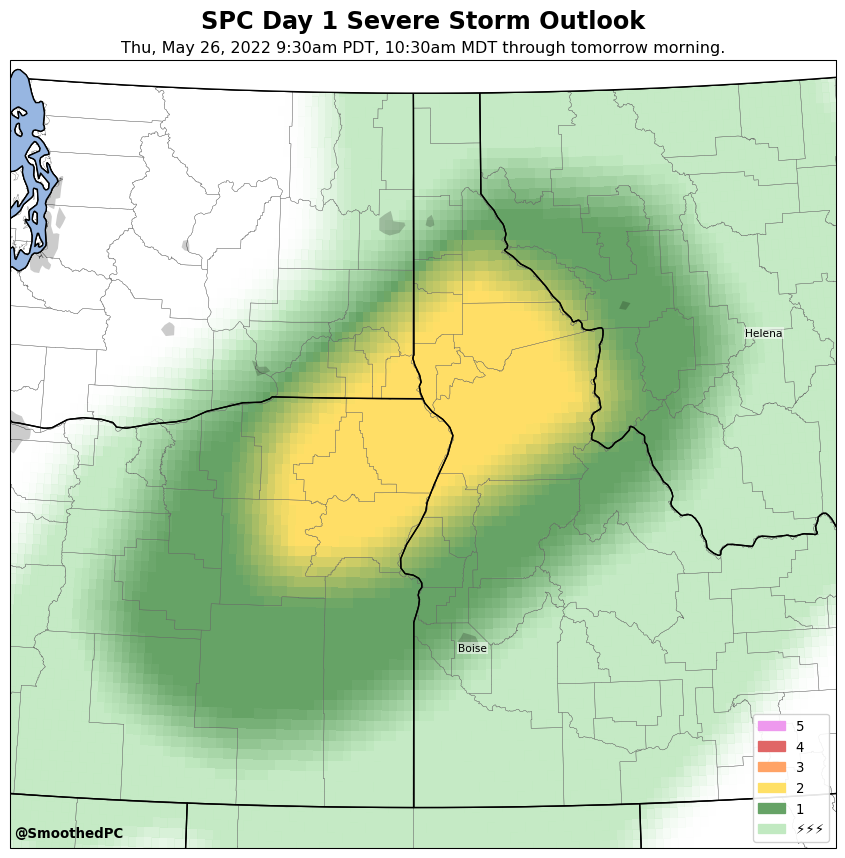 SPC Day 1 Severe Storm Outlook
Thu, May 26, 2022 9:30am PDT, 10:30am MDT through tomorrow morning.
Helena
Boise
5
4
3
2
1
⚡⚡⚡
@SmoothedPC